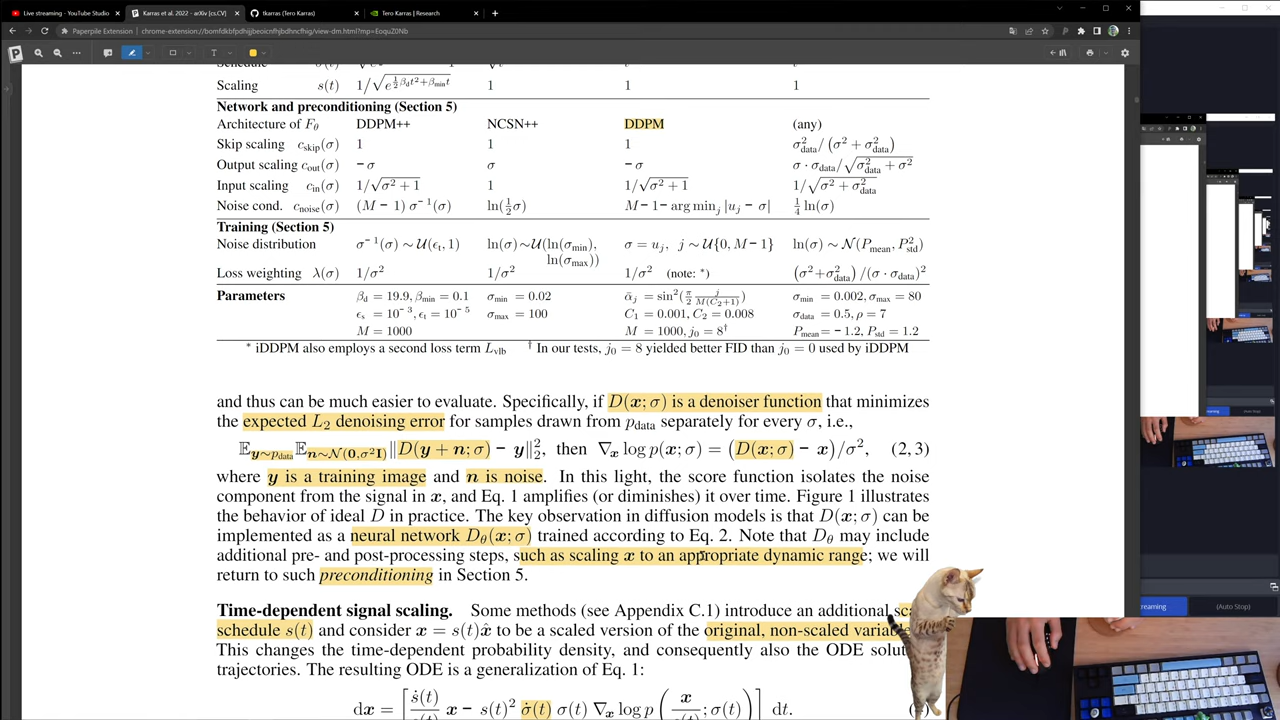 Live streaming - YouTube Studio
Karras et al. 2022 - arXiv [cs.CV]
tkarras (Tero Karras)
Tero Karras | Research
chrome-extension://bomfdkbfpdhijjbeoicnfhjbdhncfhig/view-dm.html?mp=EoquZ0Nb
Scaling s(t) 1/√(e^{½β_d t²+β_min t}) 1 1 1
Network and preconditioning (Section 5)
Architecture of F_θ DDPM++ NCSN++ DDPM (any)
Skip scaling c_skip(σ) 1 1 1 σ²_data/(σ² + σ²_data)
Output scaling c_out(σ) −σ σ −σ σ · σ_data/√(σ²_data + σ²)
Input scaling c_in(σ) 1/√(σ² + 1) 1 1/√(σ² + 1) 1/√(σ² + σ²_data)
Noise cond. c_noise(σ) (M − 1) σ⁻¹(σ) ln(½σ) M − 1 − arg min_j |u_j − σ| ¼ ln(σ)
Training (Section 5)
Noise distribution σ⁻¹(σ) ∼ U(ϵ_t, 1) ln(σ) ∼ U(ln(σ_min), σ = u_j, j ∼ U{0, M−1} ln(σ) ∼ N(P_mean, P²_std)
ln(σ_max))
Loss weighting λ(σ) 1/σ² 1/σ² 1/σ² (note: *) (σ²+σ²_data)/(σ · σ_data)²
Parameters β_d = 19.9, β_min = 0.1 σ_min = 0.02 ᾱ_j = sin²(π/2 j/(M(C₂+1))) σ_min = 0.002, σ_max = 80
ϵ_s = 10⁻³, ϵ_t = 10⁻⁵ σ_max = 100 C₁ = 0.001, C₂ = 0.008 σ_data = 0.5, ρ = 7
M = 1000 M = 1000, j₀ = 8† P_mean = −1.2, P_std = 1.2
* iDDPM also employs a second loss term L_vlb † In our tests, j₀ = 8 yielded better FID than j₀ = 0 used by iDDPM
and thus can be much easier to evaluate. Specifically, if D(x; σ) is a denoiser function that minimizes
the expected L₂ denoising error for samples drawn from p_data separately for every σ, i.e.,
𝔼_{y∼p_data} 𝔼_{n∼N(0,σ²I)} ‖D(y + n; σ) − y‖²₂, then ∇_x log p(x; σ) = (D(x; σ) − x)/σ², (2, 3)
where y is a training image and n is noise. In this light, the score function isolates the noise
component from the signal in x, and Eq. 1 amplifies (or diminishes) it over time. Figure 1 illustrates
the behavior of ideal D in practice. The key observation in diffusion models is that D(x; σ) can be
implemented as a neural network D_θ(x; σ) trained according to Eq. 2. Note that D_θ may include
additional pre- and post-processing steps, such as scaling x to an appropriate dynamic range; we will
return to such preconditioning in Section 5.
Time-dependent signal scaling. Some methods (see Appendix C.1) introduce an additional
schedule s(t) and consider x = s(t)x̂ to be a scaled version of the original, non-scaled
This changes the time-dependent probability density, and consequently also the ODE
trajectories. The resulting ODE is a generalization of Eq. 1:
dx = [ṡ(t) x − s(t)² σ̇(t) σ(t) ∇_x log p(x ; σ(t))] dt.
(Auto Stop)